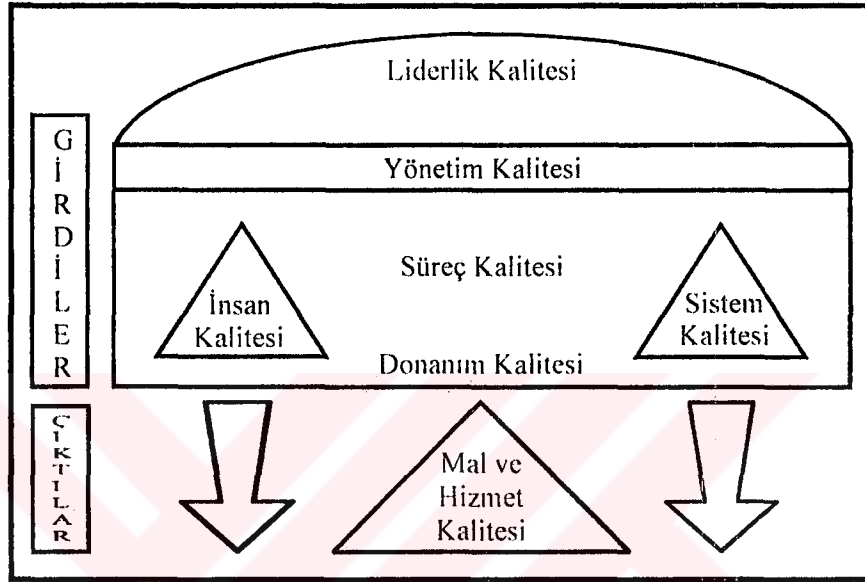 Liderlik Kalitesi
GİRDİLER
Yönetim Kalitesi
Süreç Kalitesi
İnsan
Kalitesi
Sistem
Kalitesi
Donanım Kalitesi
ÇIKTILAR
Mal ve
Hizmet
Kalitesi